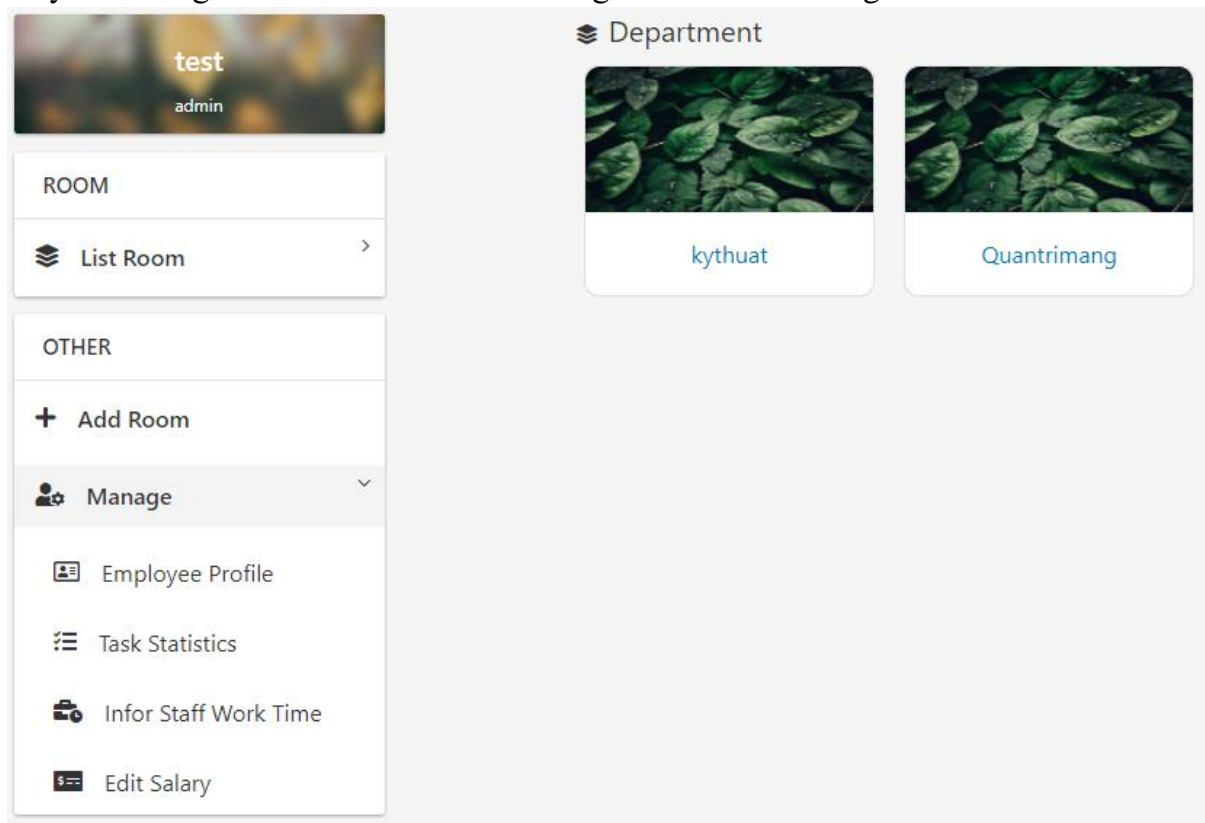 test
admin
ROOM
List Room
OTHER
Add Room
Manage
Employee Profile
Task Statistics
Infor Staff Work Time
Edit Salary
Department
kythuat
Quantrimang